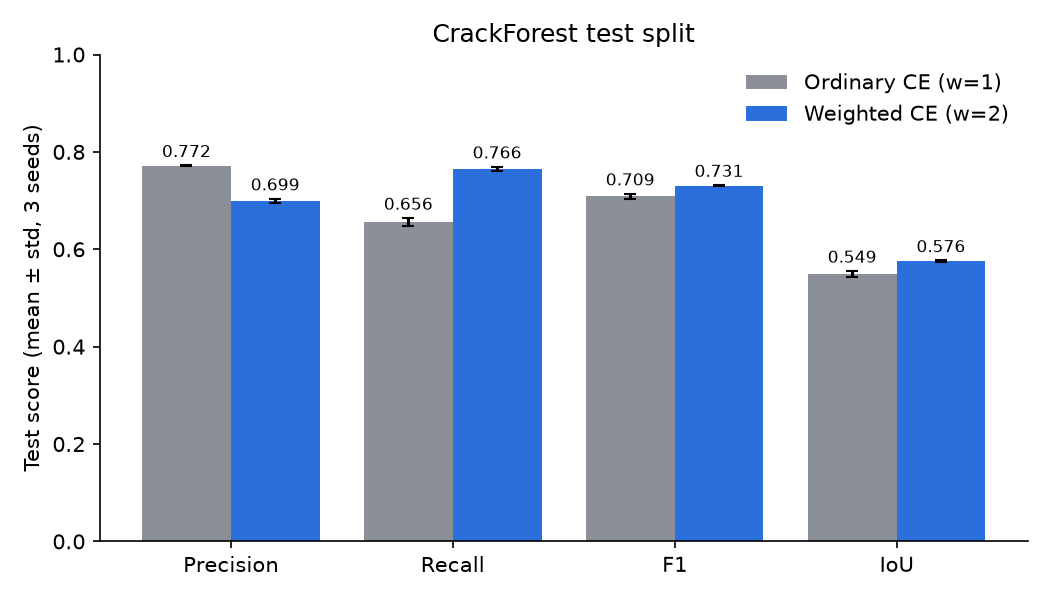 CrackForest test split
Test score (mean ± std, 3 seeds)
1.0
0.8
0.6
0.4
0.2
0.0
Ordinary CE (w=1)
Weighted CE (w=2)
0.772
0.699
0.656
0.766
0.709
0.731
0.549
0.576
Precision
Recall
F1
IoU